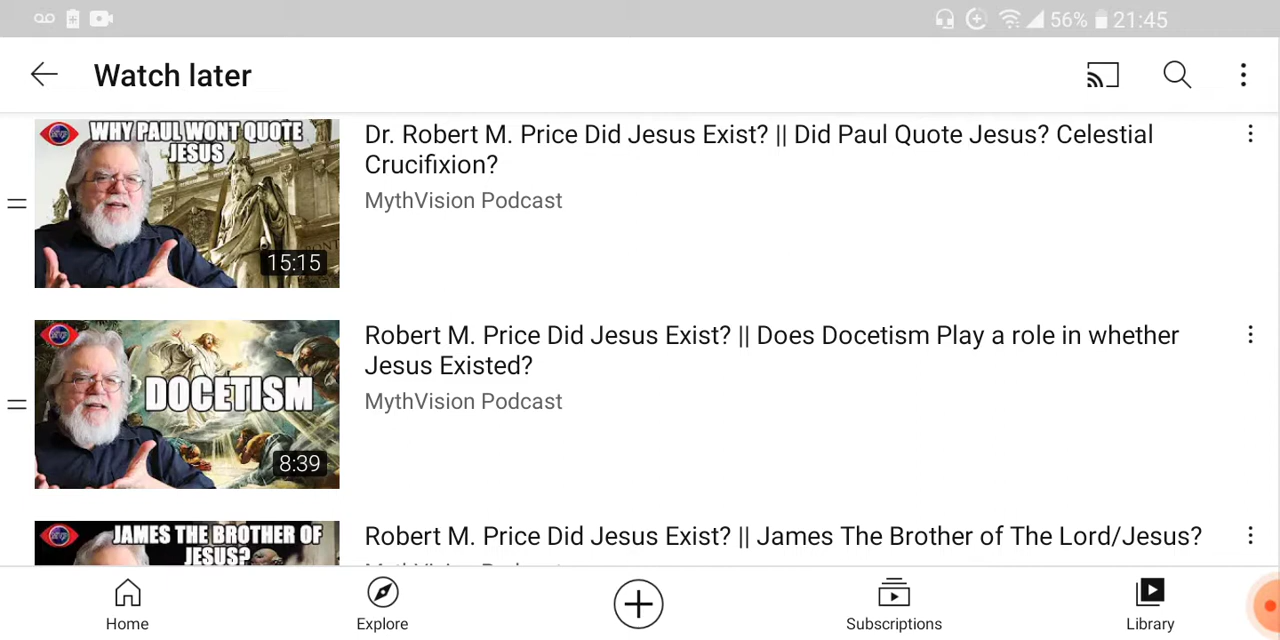 56% 21:45
Watch later
WHY PAUL WONT QUOTE
JESUS
15:15
Dr. Robert M. Price Did Jesus Exist? || Did Paul Quote Jesus? Celestial
Crucifixion?
MythVision Podcast
DOCETISM
8:39
Robert M. Price Did Jesus Exist? || Does Docetism Play a role in whether
Jesus Existed?
MythVision Podcast
JAMES THE BROTHER OF
JESUS?
Robert M. Price Did Jesus Exist? || James The Brother of The Lord/Jesus?
Home
Explore
Subscriptions
Library